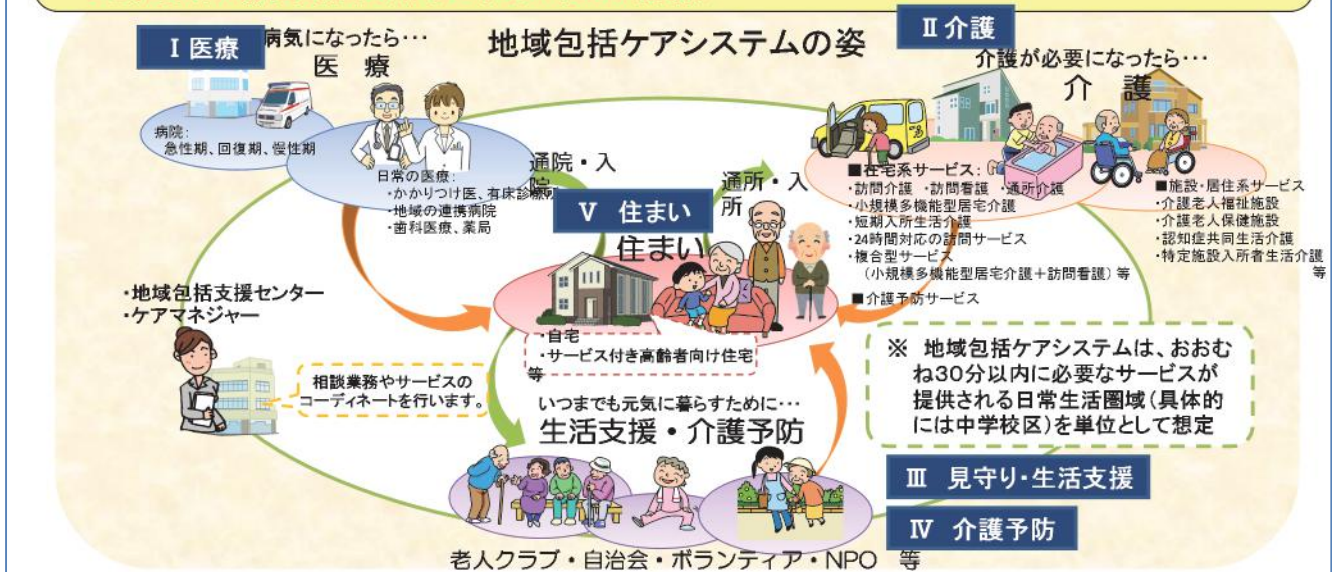 地域包括ケアシステムの姿
Ⅰ 医療
病気になったら･･･
医 療
病院：
急性期、回復期、慢性期
日常の医療：
・かかりつけ医、有床診療所
・地域の連携病院
・歯科医療、薬局
通院・入
院
通所・入
所
Ⅱ 介護
介護が必要になったら･･･
介 護
■在宅系サービス：
・訪問介護 ・訪問看護 ・通所介護
・小規模多機能型居宅介護
・短期入所生活介護
・24時間対応の訪問サービス
・複合型サービス
（小規模多機能型居宅介護＋訪問看護）等
■介護予防サービス
■施設・居住系サービス
・介護老人福祉施設
・介護老人保健施設
・認知症共同生活介護
・特定施設入所者生活介護
等
Ⅴ 住まい
住まい
・自宅
・サービス付き高齢者向け住宅
等
・地域包括支援センター
・ケアマネジャー
相談業務やサービスの
コーディネートを行います。
いつまでも元気に暮らすために･･･
生活支援・介護予防
※ 地域包括ケアシステムは、おおむ
ね３０分以内に必要なサービスが
提供される日常生活圏域（具体的
には中学校区）を単位として想定
Ⅲ 見守り・生活支援
Ⅳ 介護予防
老人クラブ・自治会・ボランティア・NPO 等